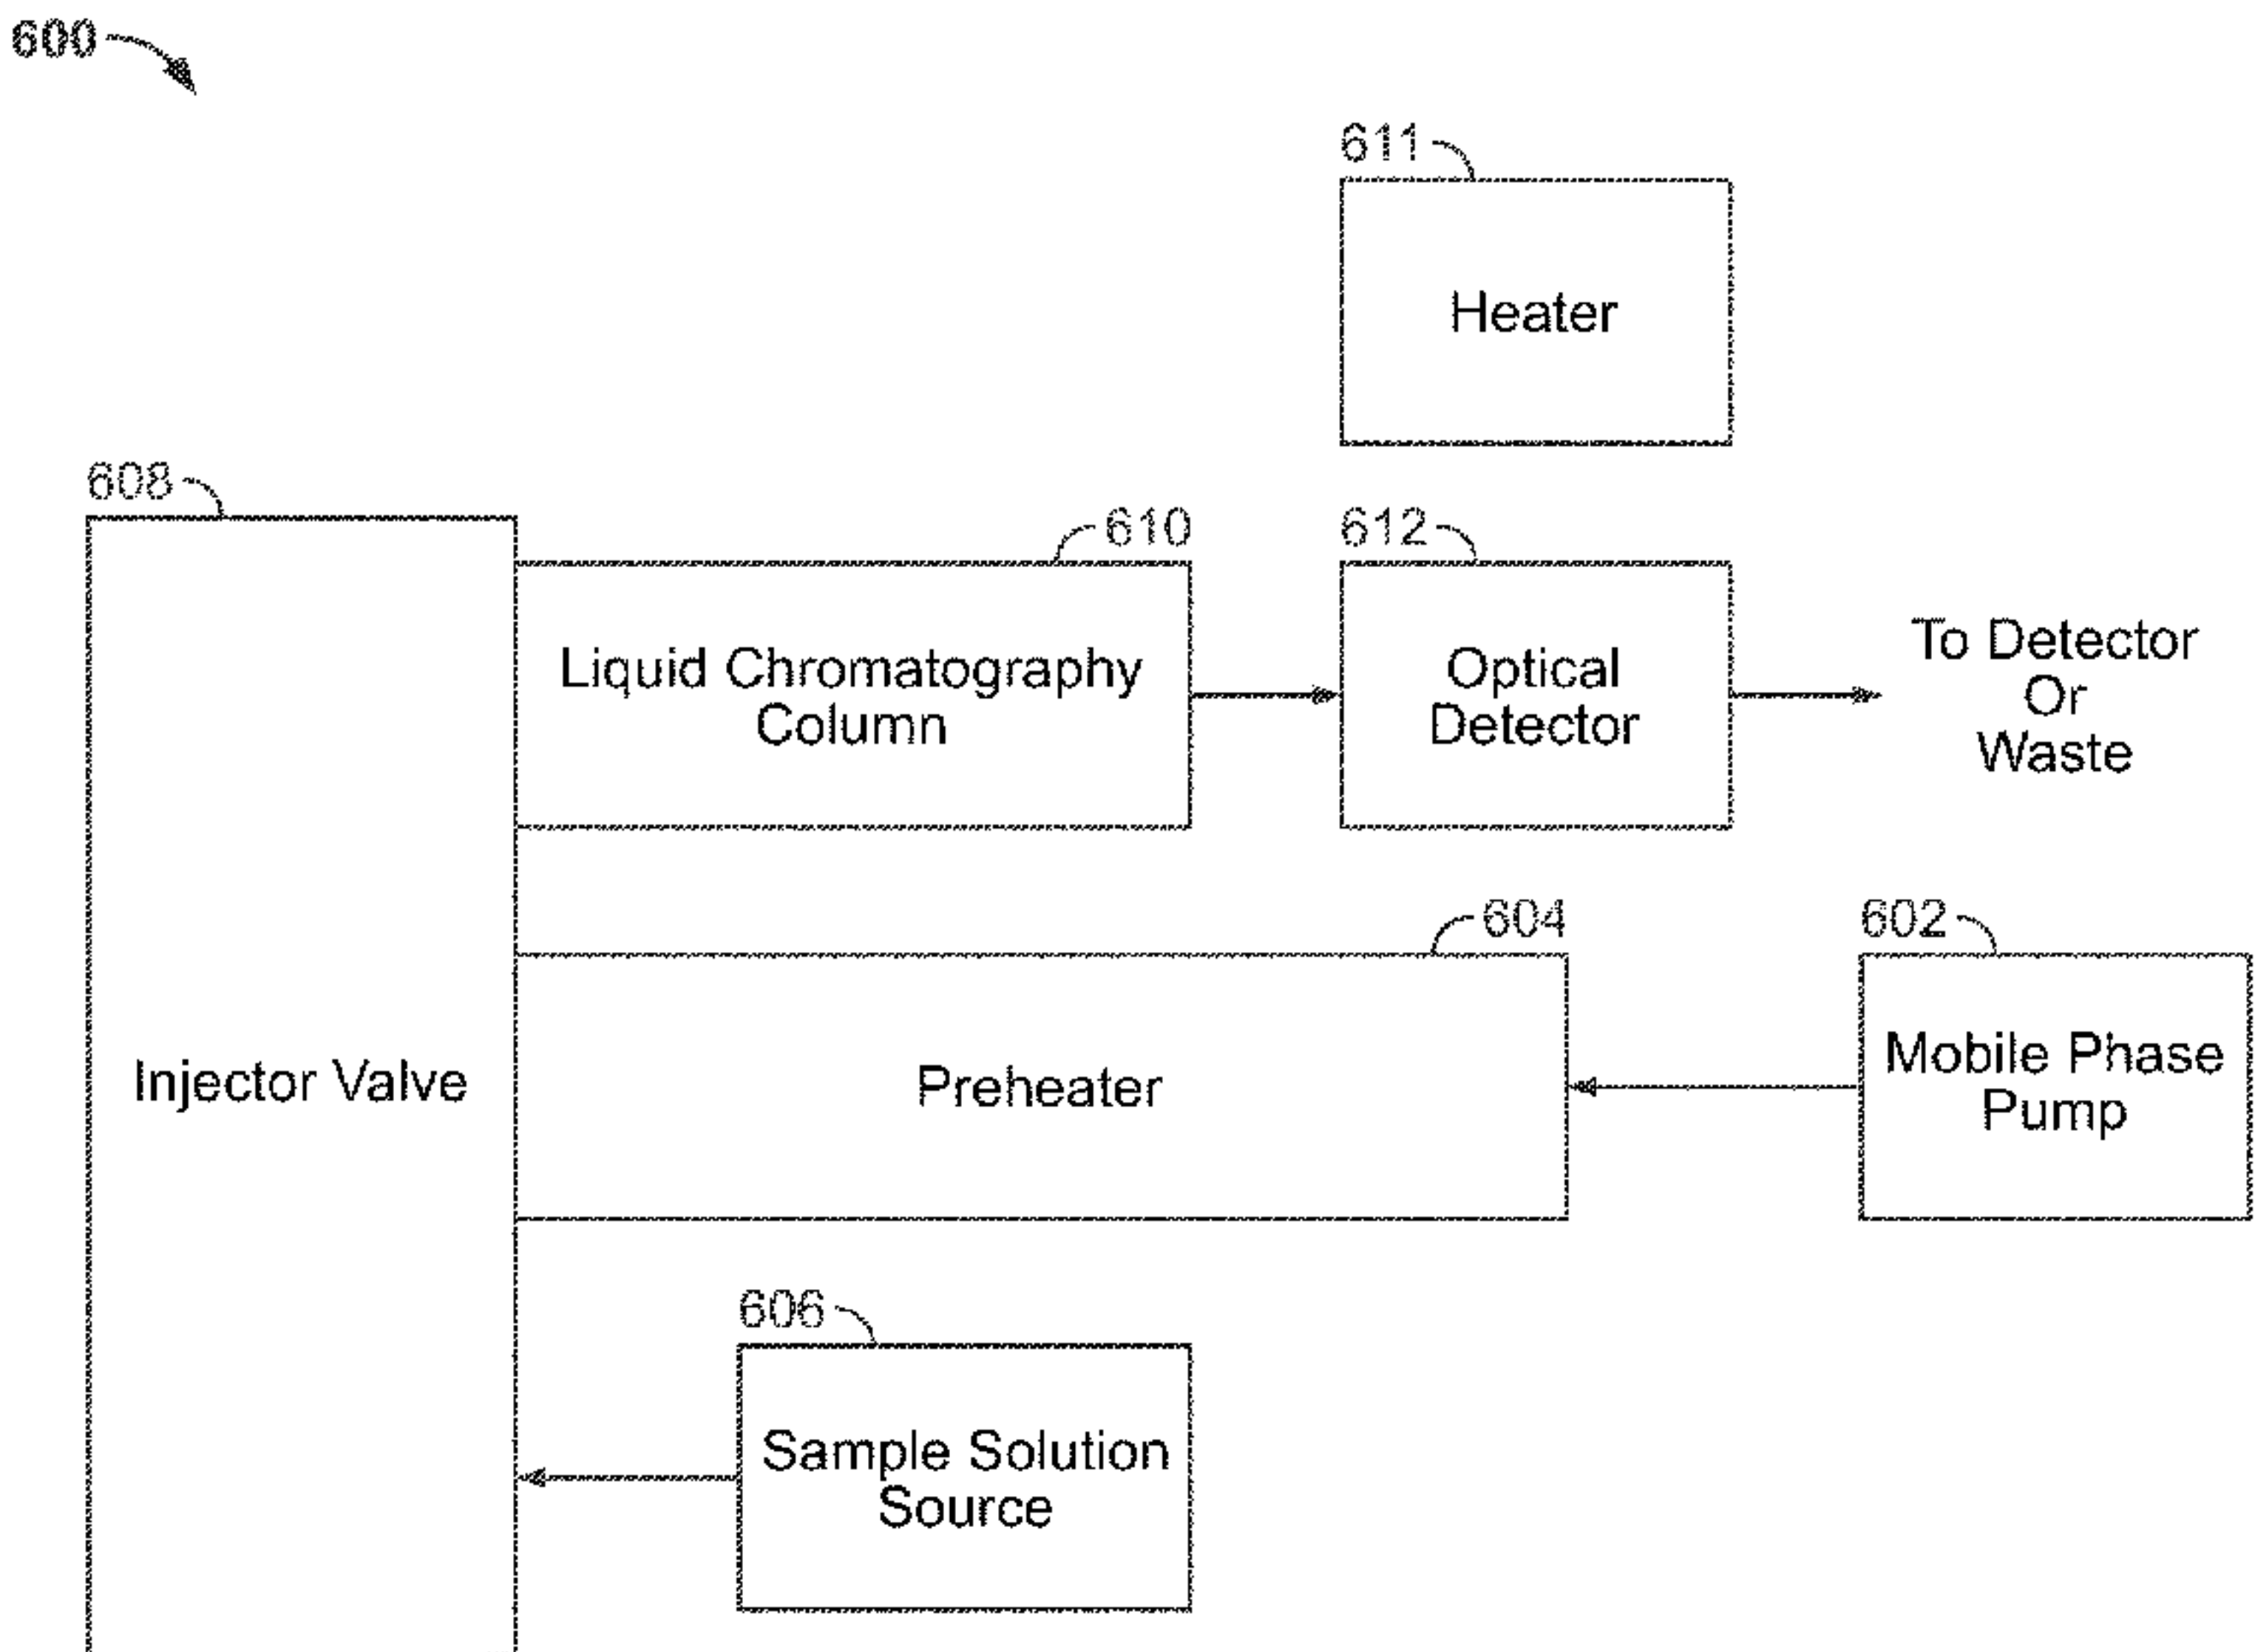 600
611
Heater
608
610
612
Liquid Chromatography
Column
Optical
Detector
To Detector
Or
Waste
604
602
Injector Valve
Preheater
Mobile Phase
Pump
606
Sample Solution
Source